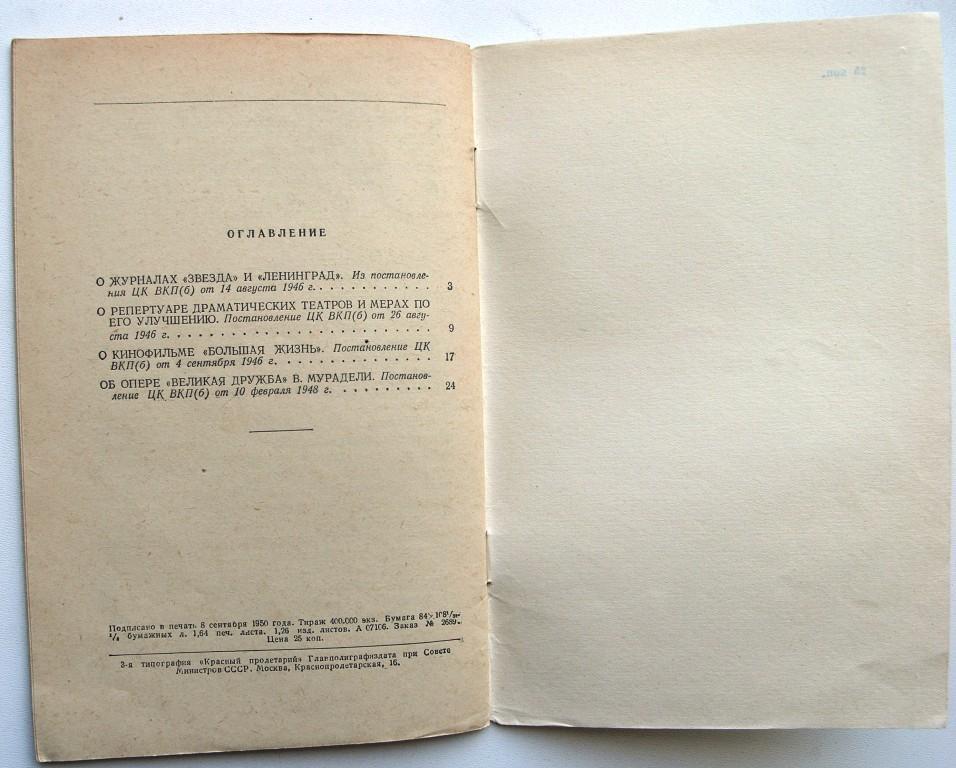 ОГЛАВЛЕНИЕ
О ЖУРНАЛАХ «ЗВЕЗДА» И «ЛЕНИНГРАД». Из постановле-
ния ЦК ВКП(б) от 14 августа 1946 г. . . . . . . . . . . . 3
О РЕПЕРТУАРЕ ДРАМАТИЧЕСКИХ ТЕАТРОВ И МЕРАХ ПО
ЕГО УЛУЧШЕНИЮ. Постановление ЦК ВКП(б) от 26 авгу-
ста 1946 г. . . . . . . . . . . . . . . . . . . . . . . . . 9
О КИНОФИЛЬМЕ «БОЛЬШАЯ ЖИЗНЬ». Постановление ЦК
ВКП(б) от 4 сентября 1946 г. . . . . . . . . . . . . . . . 17
ОБ ОПЕРЕ «ВЕЛИКАЯ ДРУЖБА» В. МУРАДЕЛИ. Постанов-
ление ЦК ВКП(б) от 10 февраля 1948 г. . . . . . . . . . 24
Подписано в печать 8 сентября 1950 года. Тираж 400.000 экз. Бумага
бумажных л. 1,64 печ. листа. 1,26 изд. листов. А 07106. Заказ № 2689.
Цена 25 коп.
3-я типография «Красный пролетарий» Главполиграфиздата при Совете
Министров СССР. Москва, Краснопролетарская, 16.
25 коп.